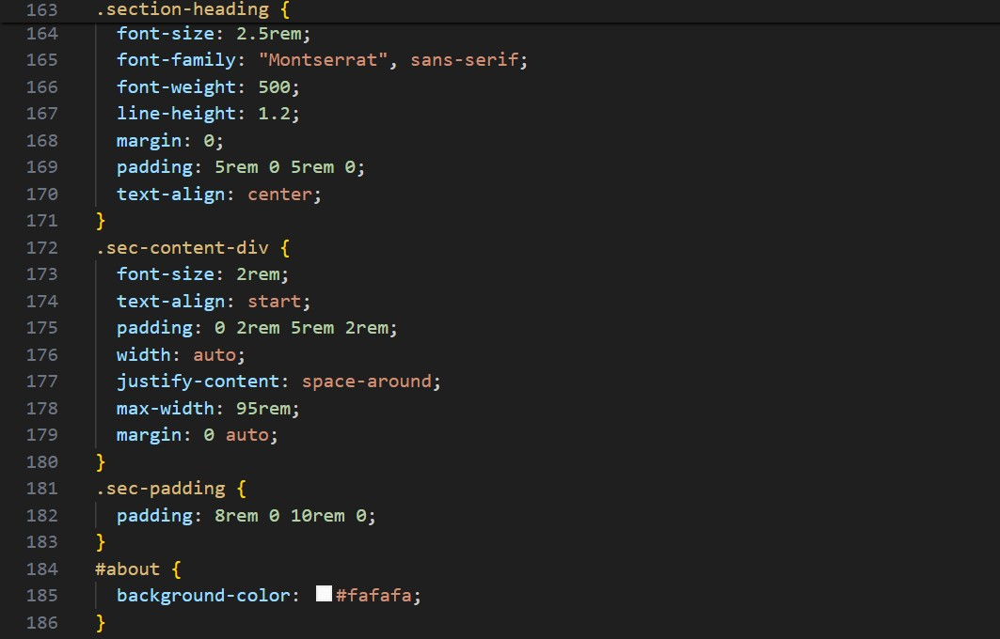 163 .section-heading {
164 font-size: 2.5rem;
165 font-family: "Montserrat", sans-serif;
166 font-weight: 500;
167 line-height: 1.2;
168 margin: 0;
169 padding: 5rem 0 5rem 0;
170 text-align: center;
171 }
172 .sec-content-div {
173 font-size: 2rem;
174 text-align: start;
175 padding: 0 2rem 5rem 2rem;
176 width: auto;
177 justify-content: space-around;
178 max-width: 95rem;
179 margin: 0 auto;
180 }
181 .sec-padding {
182 padding: 8rem 0 10rem 0;
183 }
184 #about {
185 background-color: #fafafa;
186 }